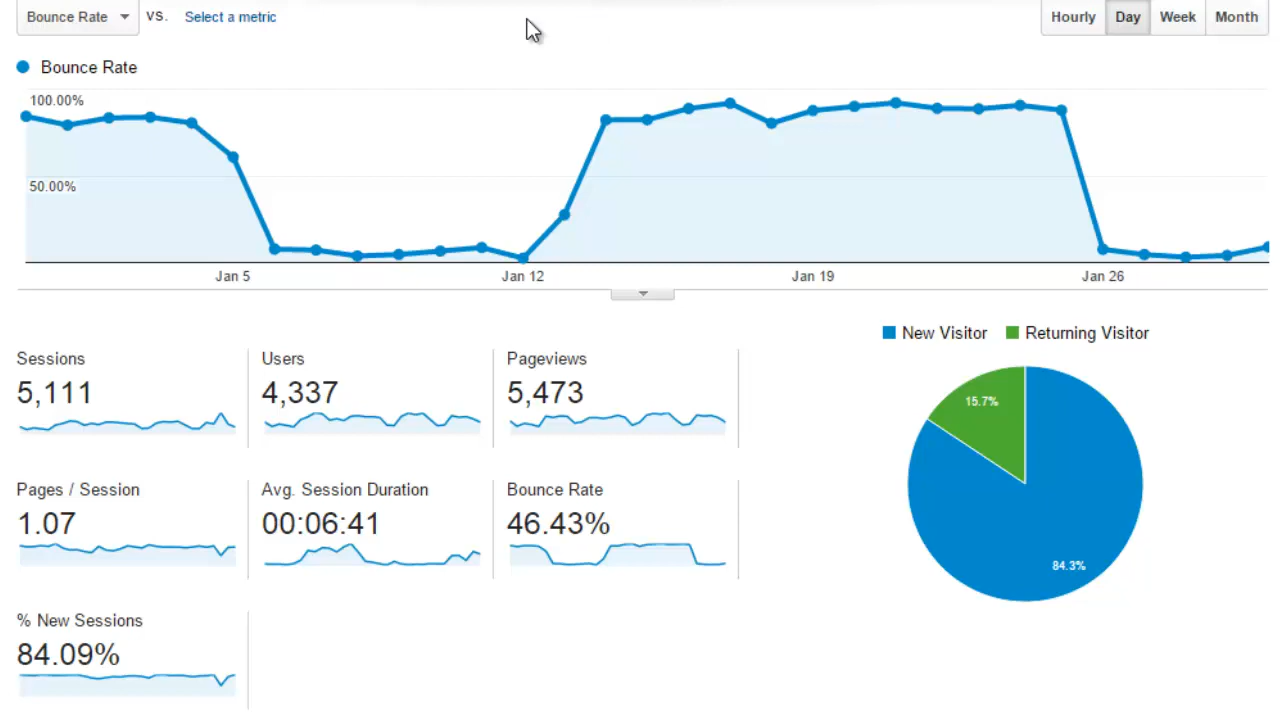 Bounce Rate VS. Select a metric Hourly Day Week Month
Bounce Rate
100.00%
50.00%
Jan 5 Jan 12 Jan 19 Jan 26
New Visitor Returning Visitor
Sessions Users Pageviews
5,111 4,337 5,473
15.7%
Pages / Session Avg. Session Duration Bounce Rate
1.07 00:06:41 46.43%
84.3%
% New Sessions
84.09%